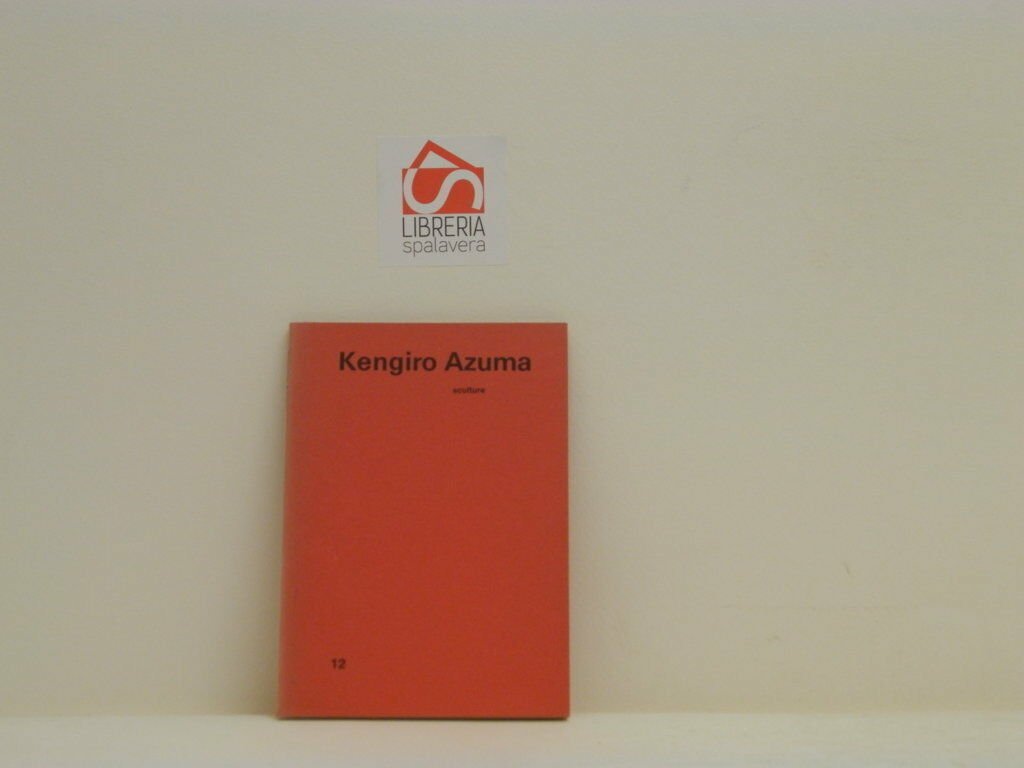 LIBRERIA
spalavera
Kengiro Azuma
sculture
12